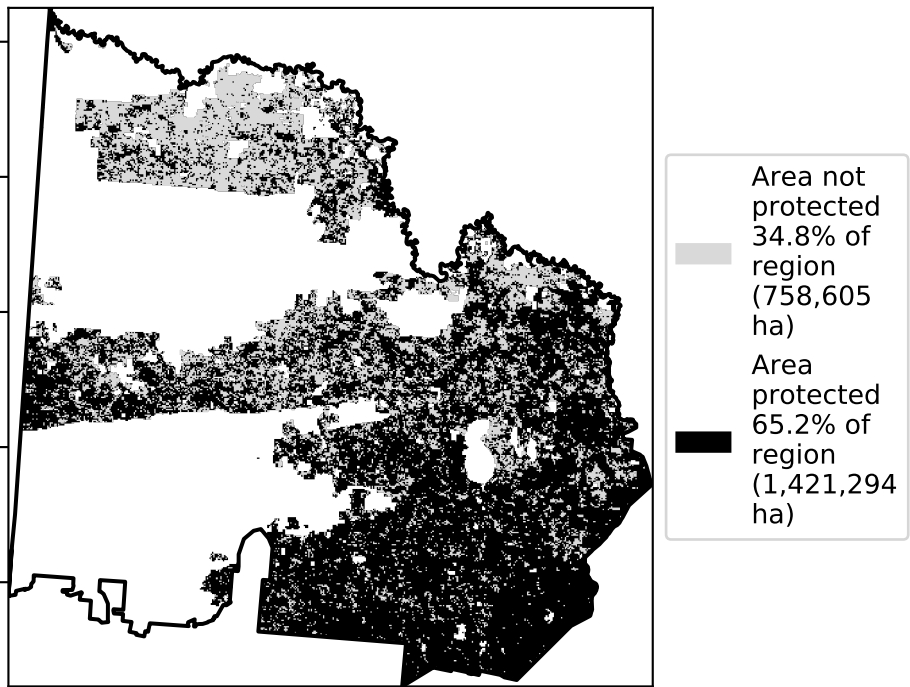 Area not
protected
34.8% of
region
(758,605
ha)
Area
protected
65.2% of
region
(1,421,294
ha)